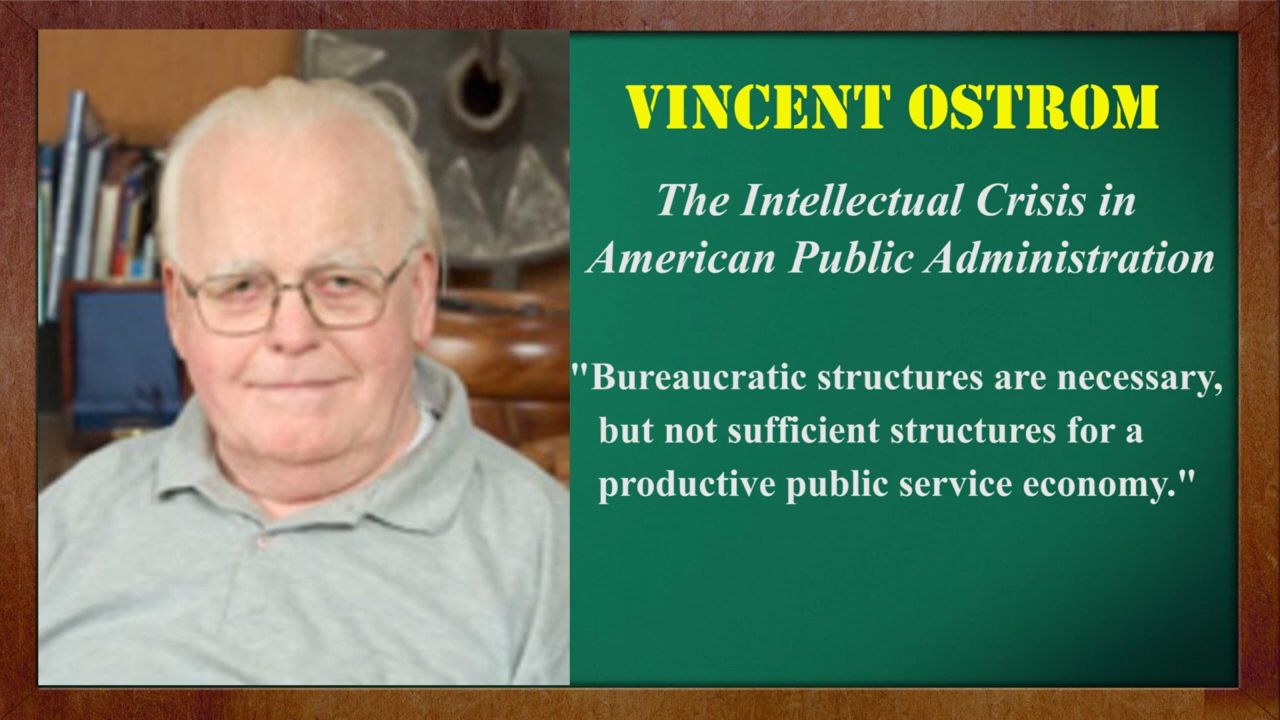 VINCENT OSTROM
The Intellectual Crisis in
American Public Administration
"Bureaucratic structures are necessary,
but not sufficient structures for a
productive public service economy."